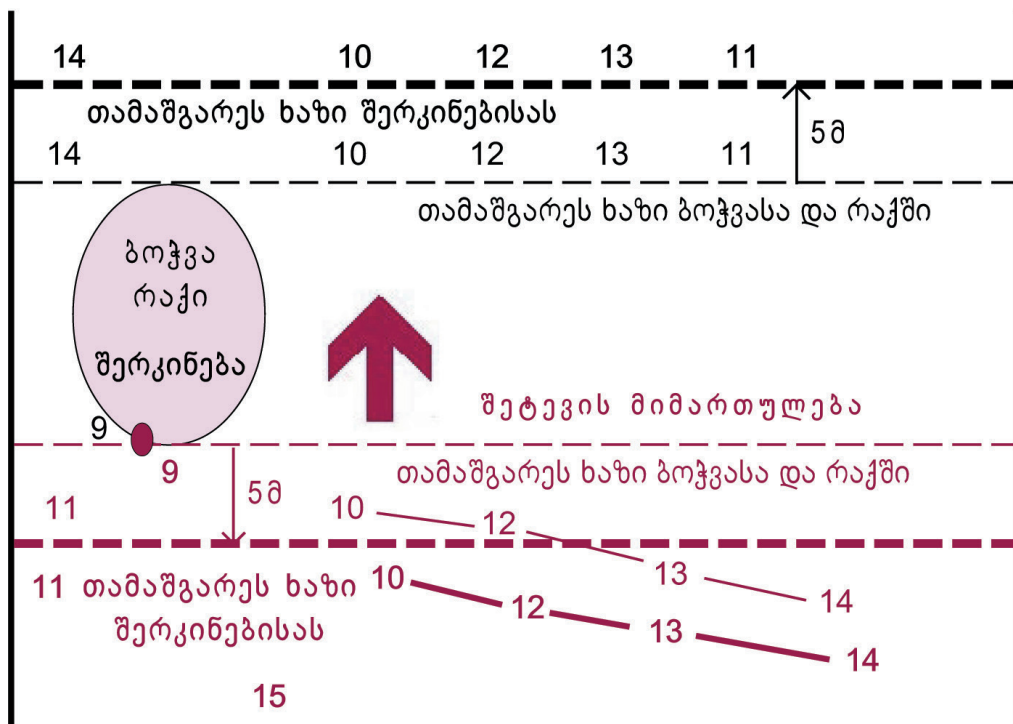 14 10 12 13 11
თამაშგარეს ხაზი შერკინებისას
5მ
14 10 12 13 11
თამაშგარეს ხაზი ბოჭვასა და რაქში
ბოჭვა
რაქი
შერკინება
შეტევის მიმართულება
9
9
თამაშგარეს ხაზი ბოჭვასა და რაქში
5მ
11 10 12
13 14
11 თამაშგარეს ხაზი 10 12 13 14
შერკინებისას
15